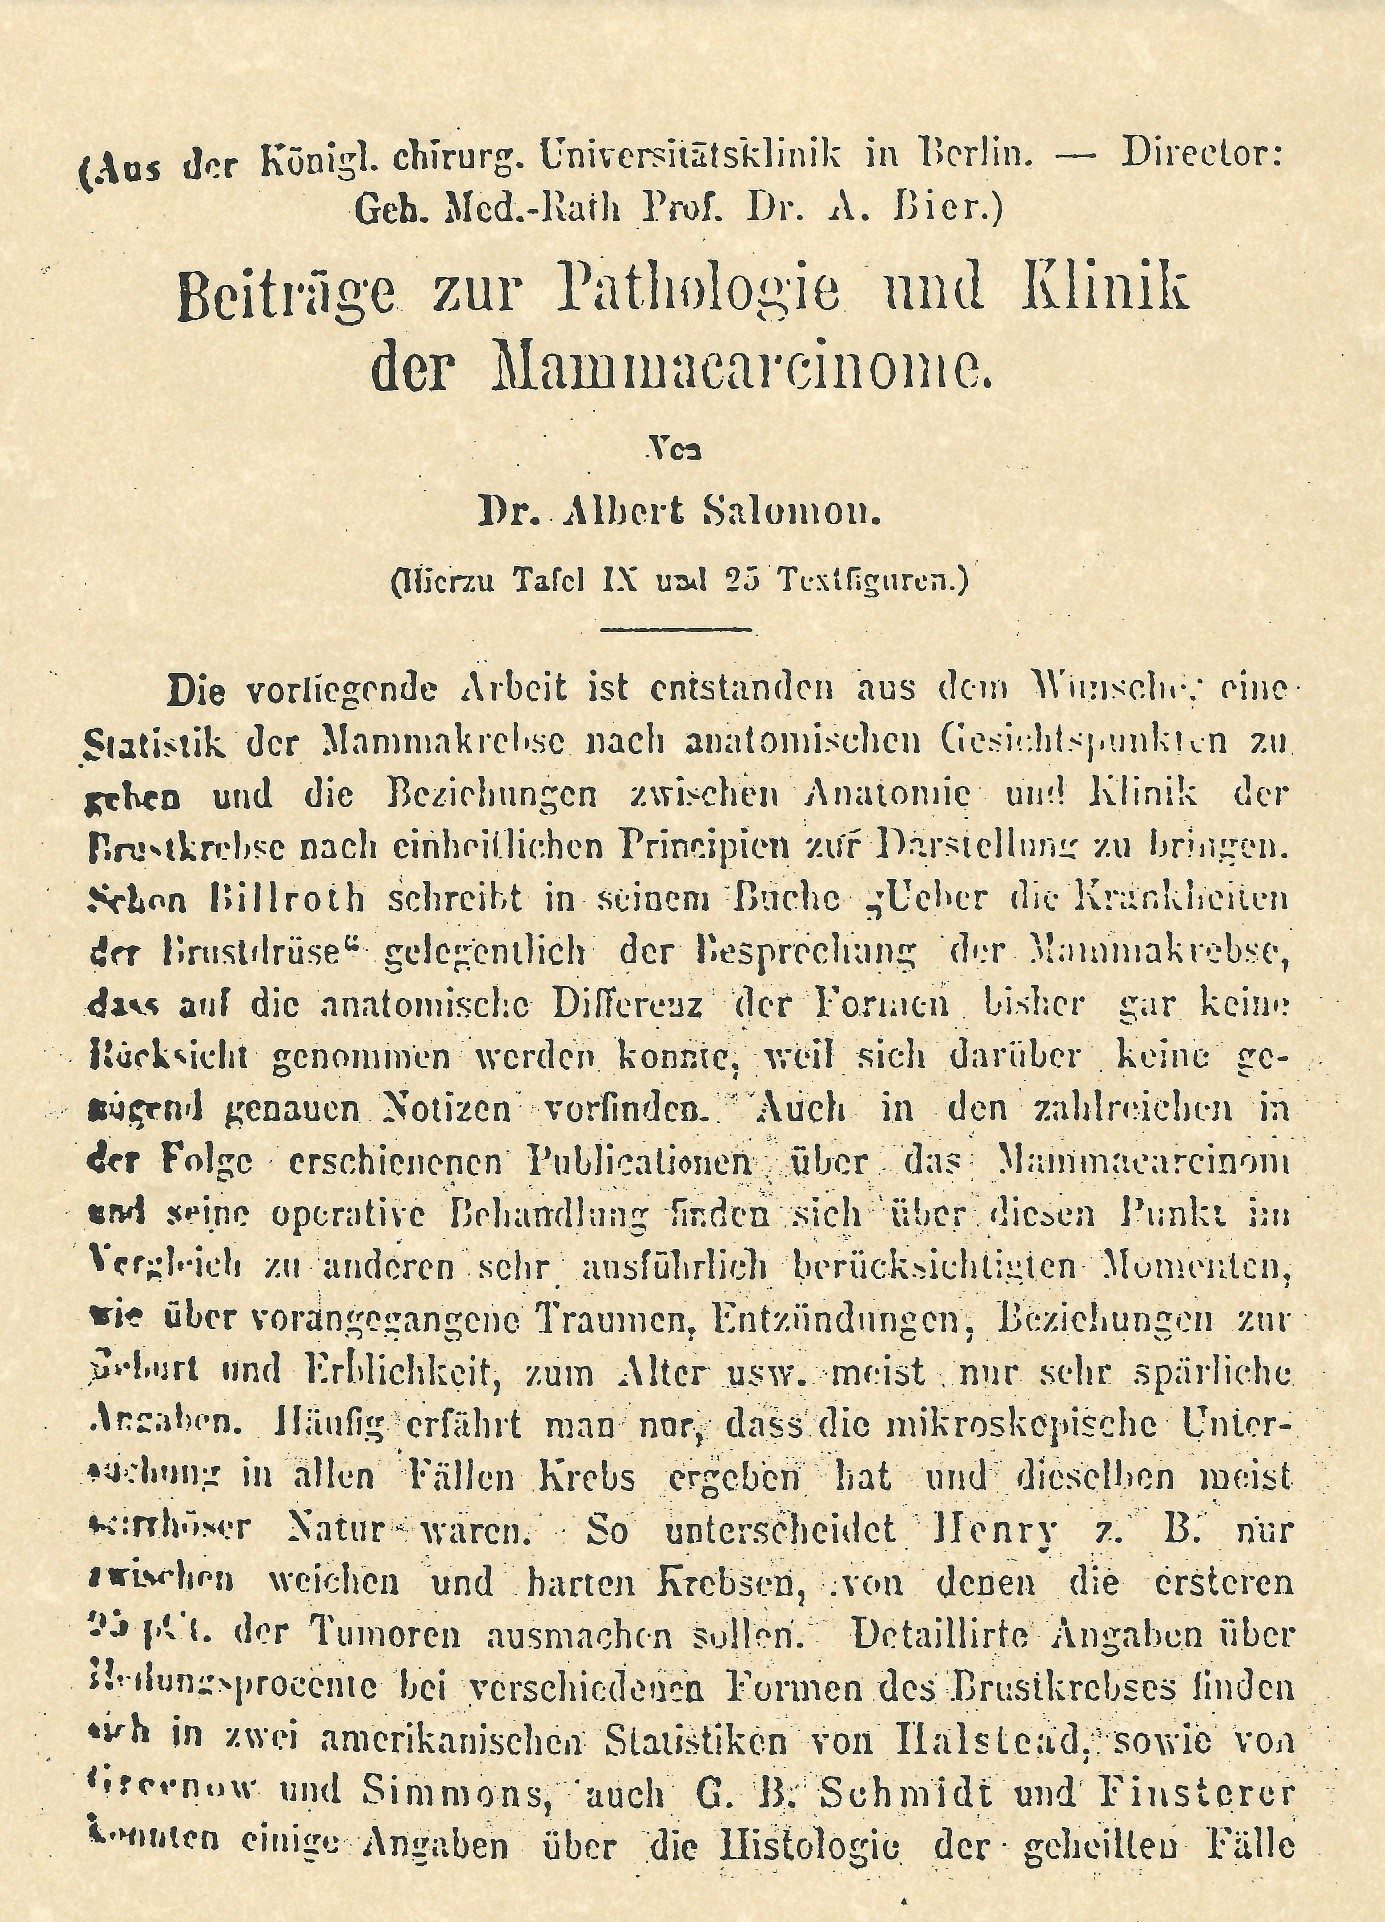 (Aus der Königl. chirurg. Universitätsklinik in Berlin. — Director:
Geh. Med.-Rath Prof. Dr. A. Bier.)
Beiträge zur Pathologie und Klinik
der Mammacarcinome.
Von
Dr. Albert Salomon.
(Hierzu Tafel IX und 25 Textfiguren.)
Die vorliegende Arbeit ist entstanden aus dem Wunsche, eine
Statistik der Mammakrebse nach anatomischen Gesichtspunkten zu
geben und die Beziehungen zwischen Anatomie und Klinik der
Brustkrebse nach einheitlichen Principien zur Darstellung zu bringen.
Schon Billroth schreibt in seinem Buche „Ueber die Krankheiten
der Brustdrüse“ gelegentlich der Besprechung der Mammakrebse,
dass auf die anatomische Differenz der Formen bisher gar keine
Rücksicht genommen werden konnte, weil sich darüber keine ge-
nügend genauen Notizen vorfinden. Auch in den zahlreichen in
der Folge erschienenen Publicationen über das Mammacarcinom
und seine operative Behandlung finden sich über diesen Punkt im
Vergleich zu anderen sehr ausführlich berücksichtigten Momenten,
wie über vorangegangene Traumen, Entzündungen, Beziehungen zur
Geburt und Erblichkeit, zum Alter usw. meist nur sehr spärliche
Angaben. Häufig erfährt man nur, dass die mikroskopische Unter-
suchung in allen Fällen Krebs ergeben hat und dieselben meist
scirrhöser Natur waren. So unterscheidet Henry z. B. nur
zwischen weichen und harten Krebsen, von denen die ersteren
pCt. der Tumoren ausmachen sollen. Detaillirte Angaben über
Heilungsprocente bei verschiedenen Formen des Brustkrebses finden
sich in zwei amerikanischen Statistiken von Halstead, sowie von
und Simmons, auch G. B. Schmidt und Finsterer
konnten einige Angaben über die Histologie der geheilten Fälle